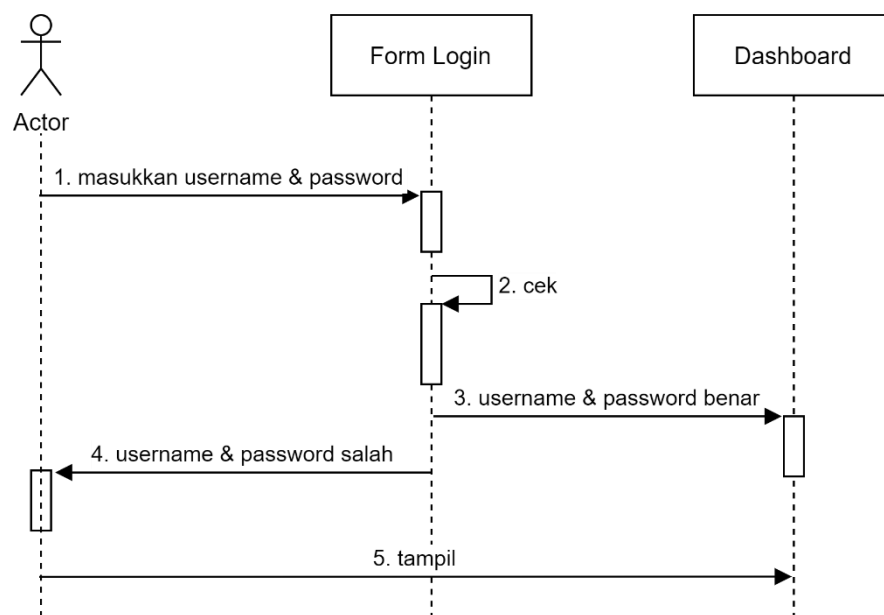 Form Login
Dashboard
Actor
1. masukkan username & password
2. cek
3. username & password benar
4. username & password salah
5. tampil